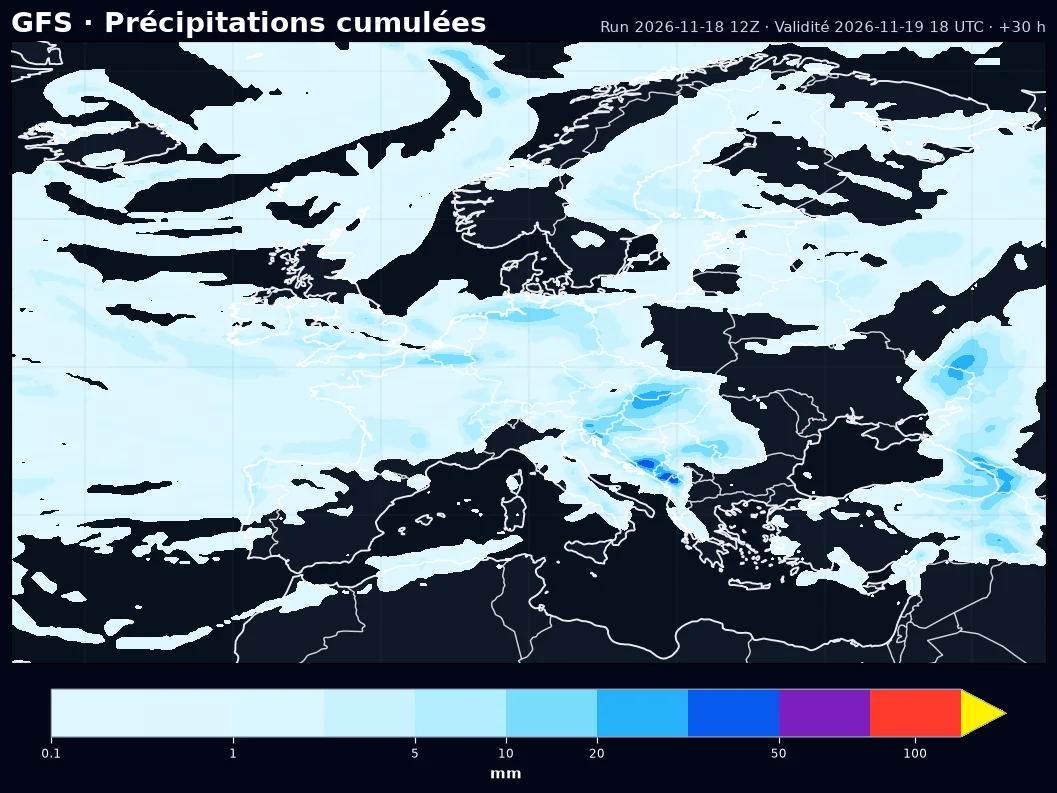 GFS · Précipitations cumulées
Run 2026-11-18 12Z · Validité 2026-11-19 18 UTC · +30 h
0.1 1 5 10 20 50 100
mm